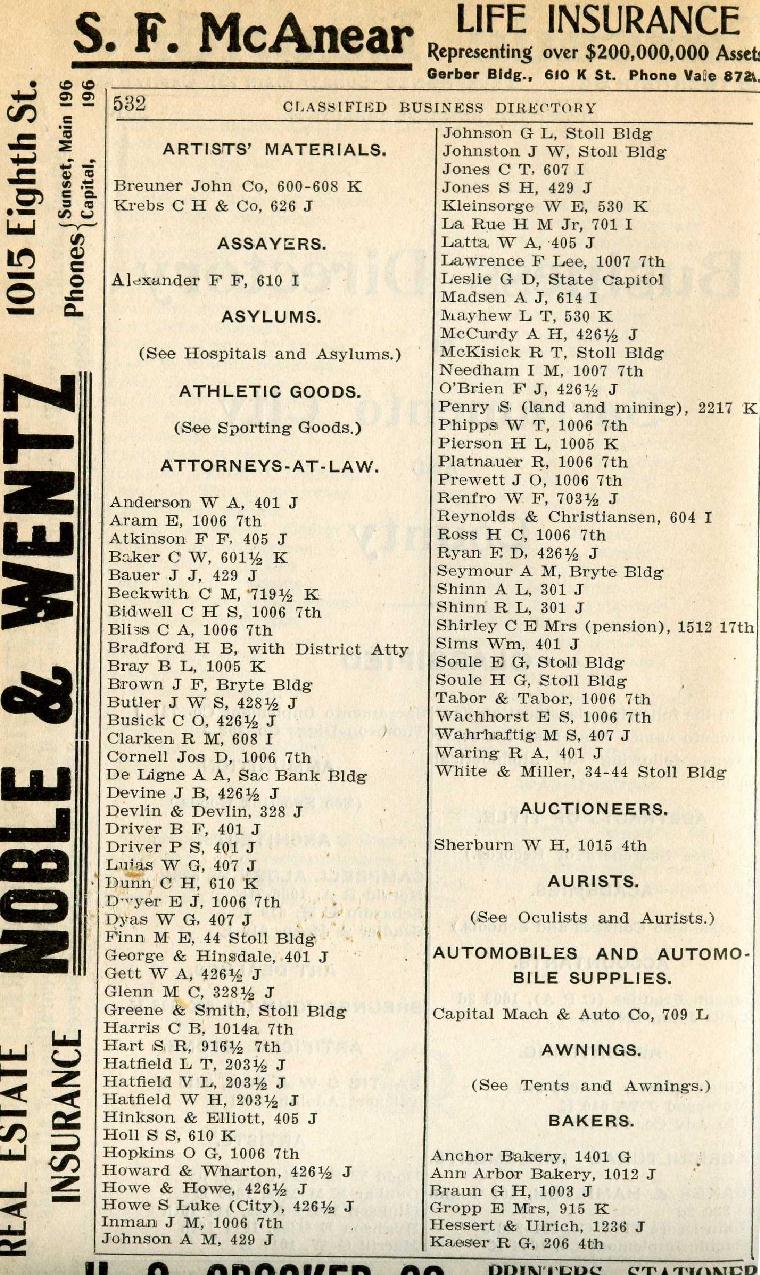 S. F. McAnear
LIFE INSURANCE
Representing over $200,000,000 Assets
Gerber Bldg., 610 K St. Phone Vale 872
1015 Eighth St.
Phones { Sunset, Main 196
Capital, 196
NOBLE & WENTZ
REAL ESTATE
INSURANCE
532
CLASSIFIED BUSINESS DIRECTORY
ARTISTS' MATERIALS.
Breuner John Co, 600-608 K
Krebs C H & Co, 626 J
ASSAYERS.
Alexander F F, 610 I
ASYLUMS.
(See Hospitals and Asylums.)
ATHLETIC GOODS.
(See Sporting Goods.)
ATTORNEYS-AT-LAW.
Anderson W A, 401 J
Aram E, 1006 7th
Atkinson F F, 405 J
Baker C W, 601½ K
Bauer J J, 429 J
Beckwith C M, 719½ K
Bidwell C H S, 1006 7th
Bliss C A, 1006 7th
Bradford H B, with District Atty
Bray B L, 1005 K
Brown J F, Bryte Bldg
Butler J W S, 428½ J
Busick C O, 426½ J
Clarken R M, 608 I
Cornell Jos D, 1006 7th
De Ligne A A, Sac Bank Bldg
Devine J B, 426½ J
Devlin & Devlin, 328 J
Driver B F, 401 J
Driver P S, 401 J
W G, 407 J
Dunn C H, 610 K
Dwyer E J, 1006 7th
Dyas W G, 407 J
Finn M E, 44 Stoll Bldg
George & Hinsdale, 401 J
Gett W A, 426½ J
Glenn M C, 328½ J
Greene & Smith, Stoll Bldg
Harris C B, 1014a 7th
Hart S R, 916½ 7th
Hatfield L T, 203½ J
Hatfield V L, 203½ J
Hatfield W H, 203½ J
Hinkson & Elliott, 405 J
Holl S S, 610 K
Hopkins O G, 1006 7th
Howard & Wharton, 426½ J
Howe & Howe, 426½ J
Howe S Luke (City), 426½ J
Inman J M, 1006 7th
Johnson A M, 429 J
Johnson G L, Stoll Bldg
Johnston J W, Stoll Bldg
Jones C T, 607 I
Jones S H, 429 J
Kleinsorge W E, 530 K
La Rue H M Jr, 701 I
Latta W A, 405 J
Lawrence F Lee, 1007 7th
Leslie G D, State Capitol
Madsen A J, 614 I
Mayhew L T, 530 K
McCurdy A H, 426½ J
McKisick R T, Stoll Bldg
Needham I M, 1007 7th
O'Brien F J, 426½ J
Penry S (land and mining), 2217 K
Phipps W T, 1006 7th
Pierson H L, 1005 K
Platnauer R, 1006 7th
Prewett J O, 1006 7th
Renfro W F, 703½ J
Reynolds & Christiansen, 604 I
Ross H C, 1006 7th
Ryan E D, 426½ J
Seymour A M, Bryte Bldg
Shinn A L, 301 J
Shinn R L, 301 J
Shirley C E Mrs (pension), 1512 17th
Sims Wm, 401 J
Soule E G, Stoll Bldg
Soule H G, Stoll Bldg
Tabor & Tabor, 1006 7th
Wachhorst E S, 1006 7th
Wahrhaftig M S, 407 J
Waring R A, 401 J
White & Miller, 34-44 Stoll Bldg
AUCTIONEERS.
Sherburn W H, 1015 4th
AURISTS.
(See Oculists and Aurists.)
AUTOMOBILES AND AUTOMO-
BILE SUPPLIES.
Capital Mach & Auto Co, 709 L
AWNINGS.
(See Tents and Awnings.)
BAKERS.
Anchor Bakery, 1401 G
Ann Arbor Bakery, 1012 J
Braun G H, 1003 J
Gropp E Mrs, 915 K
Hessert & Ulrich, 1236 J
Kaeser R G, 206 4th
H. S. CROCKER CO. PRINTERS, STATIONER